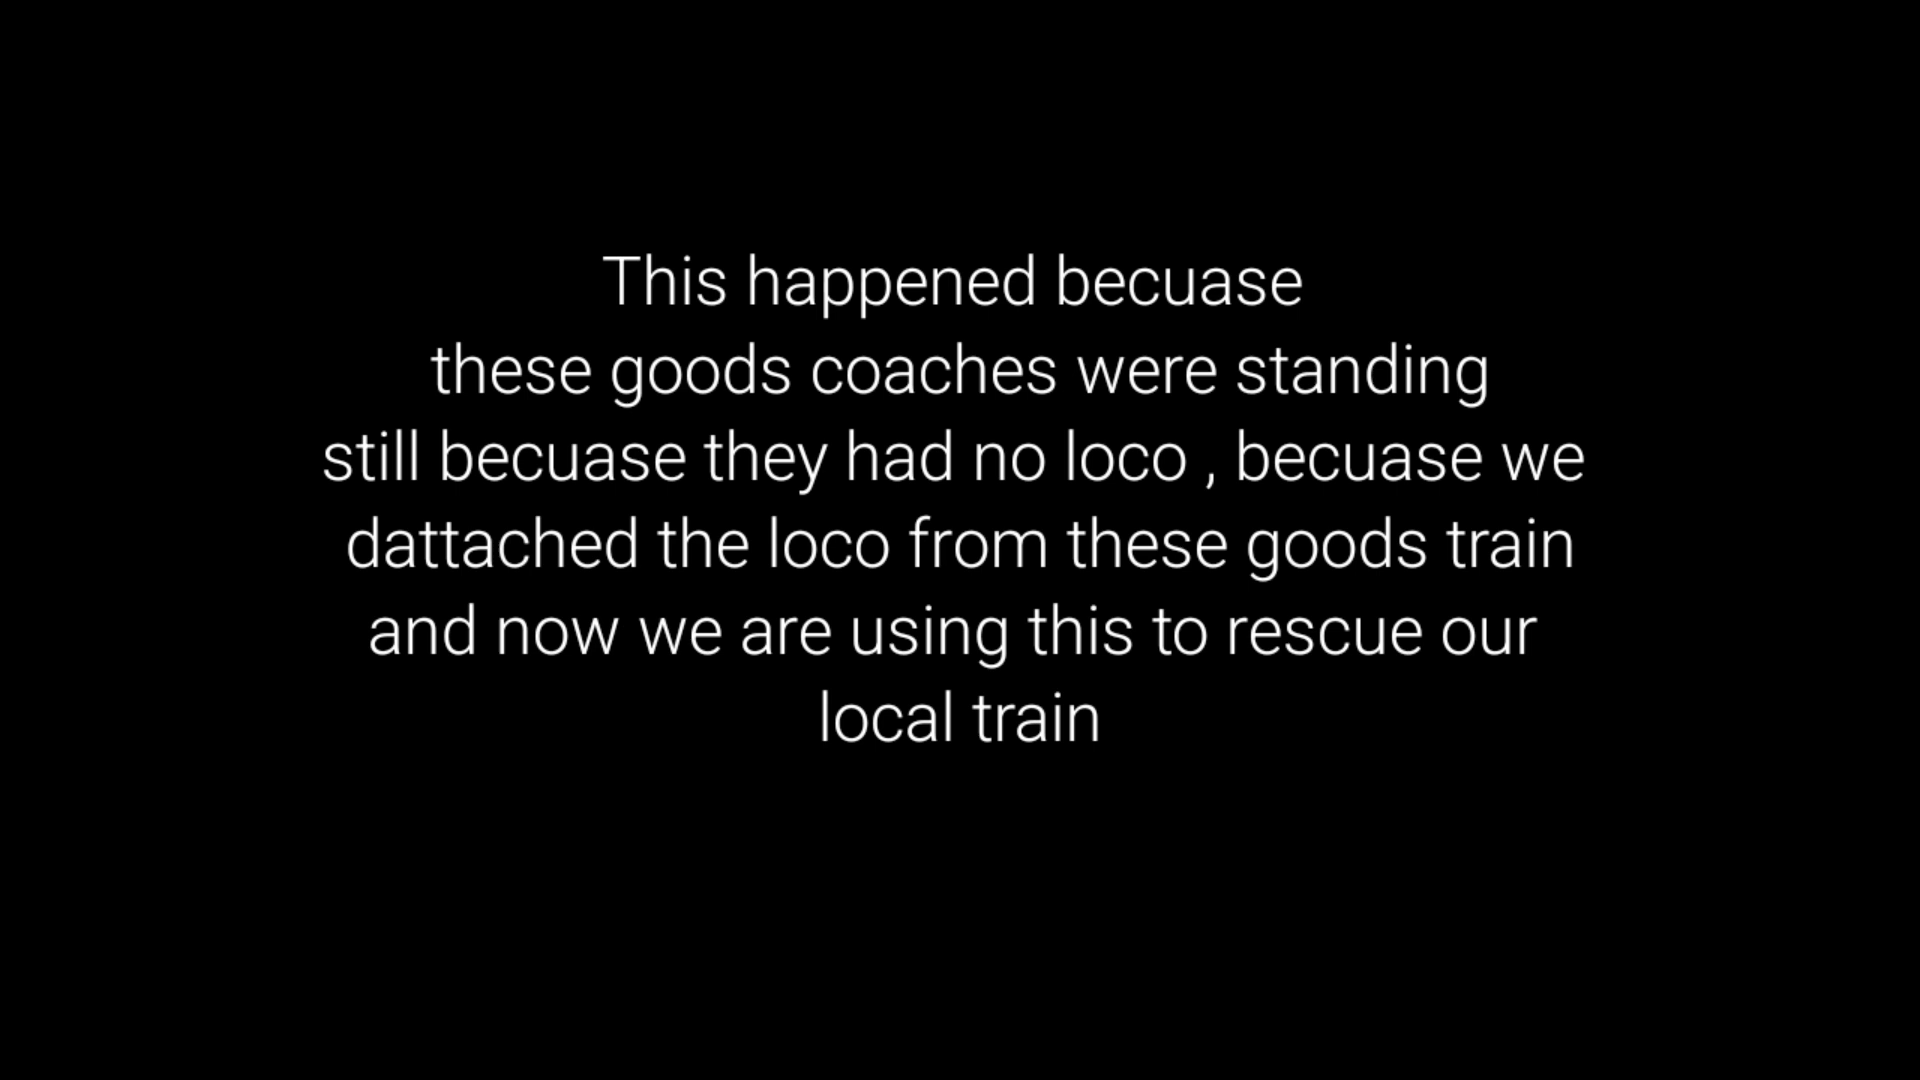 This happened becuase
these goods coaches were standing
still becuase they had no loco , becuase we
dattached the loco from these goods train
and now we are using this to rescue our
local train